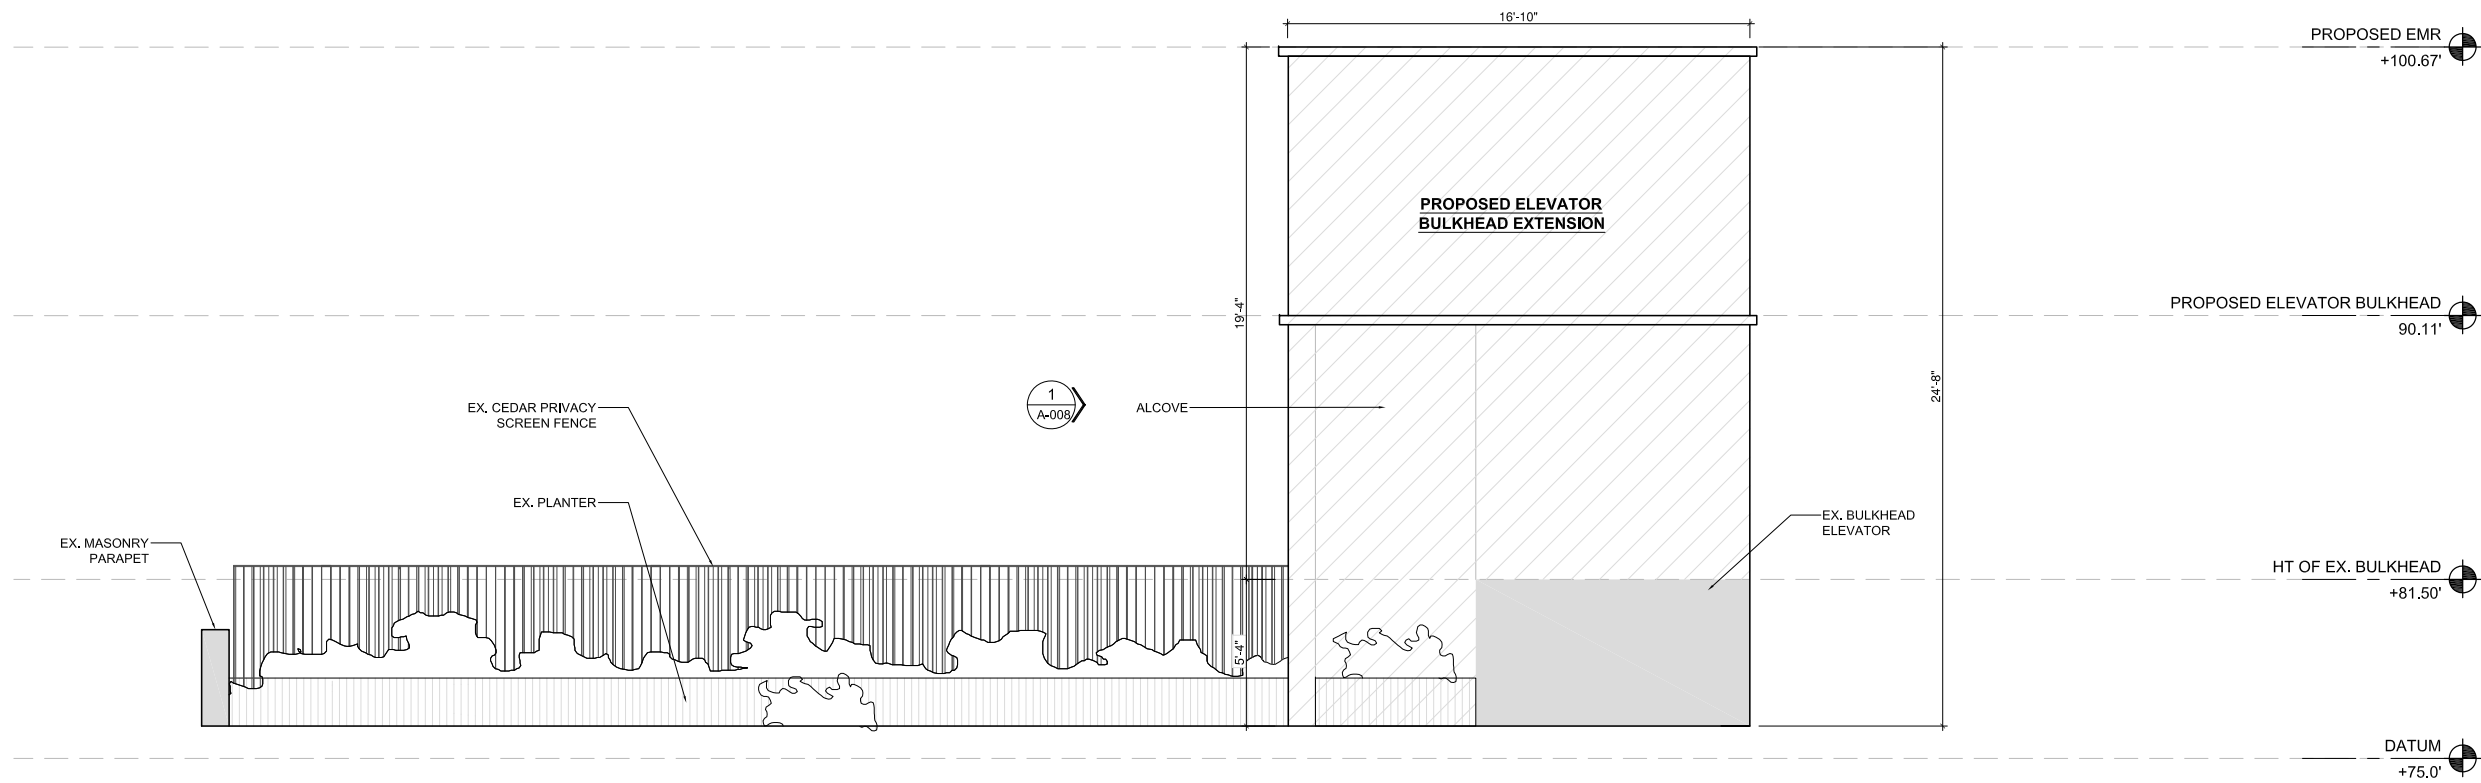 16'-10"
PROPOSED EMR
+100.67'
PROPOSED ELEVATOR
BULKHEAD EXTENSION
PROPOSED ELEVATOR BULKHEAD
90.11'
19'-4"
24'-8"
1
A-008
ALCOVE
EX. CEDAR PRIVACY
SCREEN FENCE
EX. PLANTER
EX. MASONRY
PARAPET
EX. BULKHEAD
ELEVATOR
HT OF EX. BULKHEAD
+81.50'
5'-4"
DATUM
+75.0'